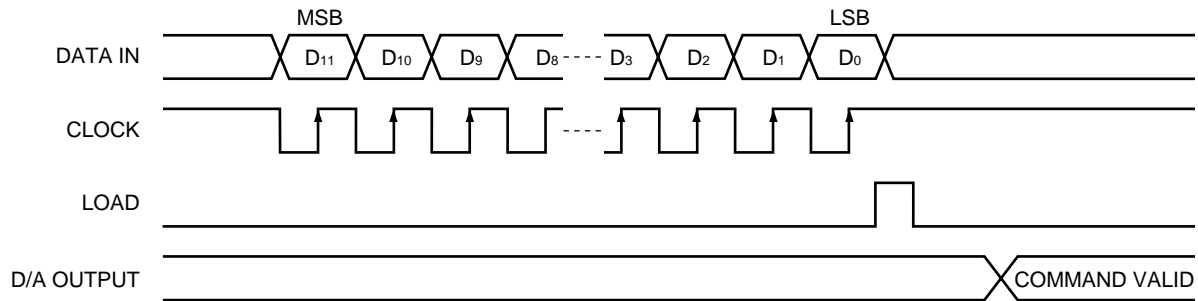 MSB LSB
DATA IN D₁₁ D₁₀ D₉ D₈ D₃ D₂ D₁ D₀
CLOCK
LOAD
D/A OUTPUT COMMAND VALID